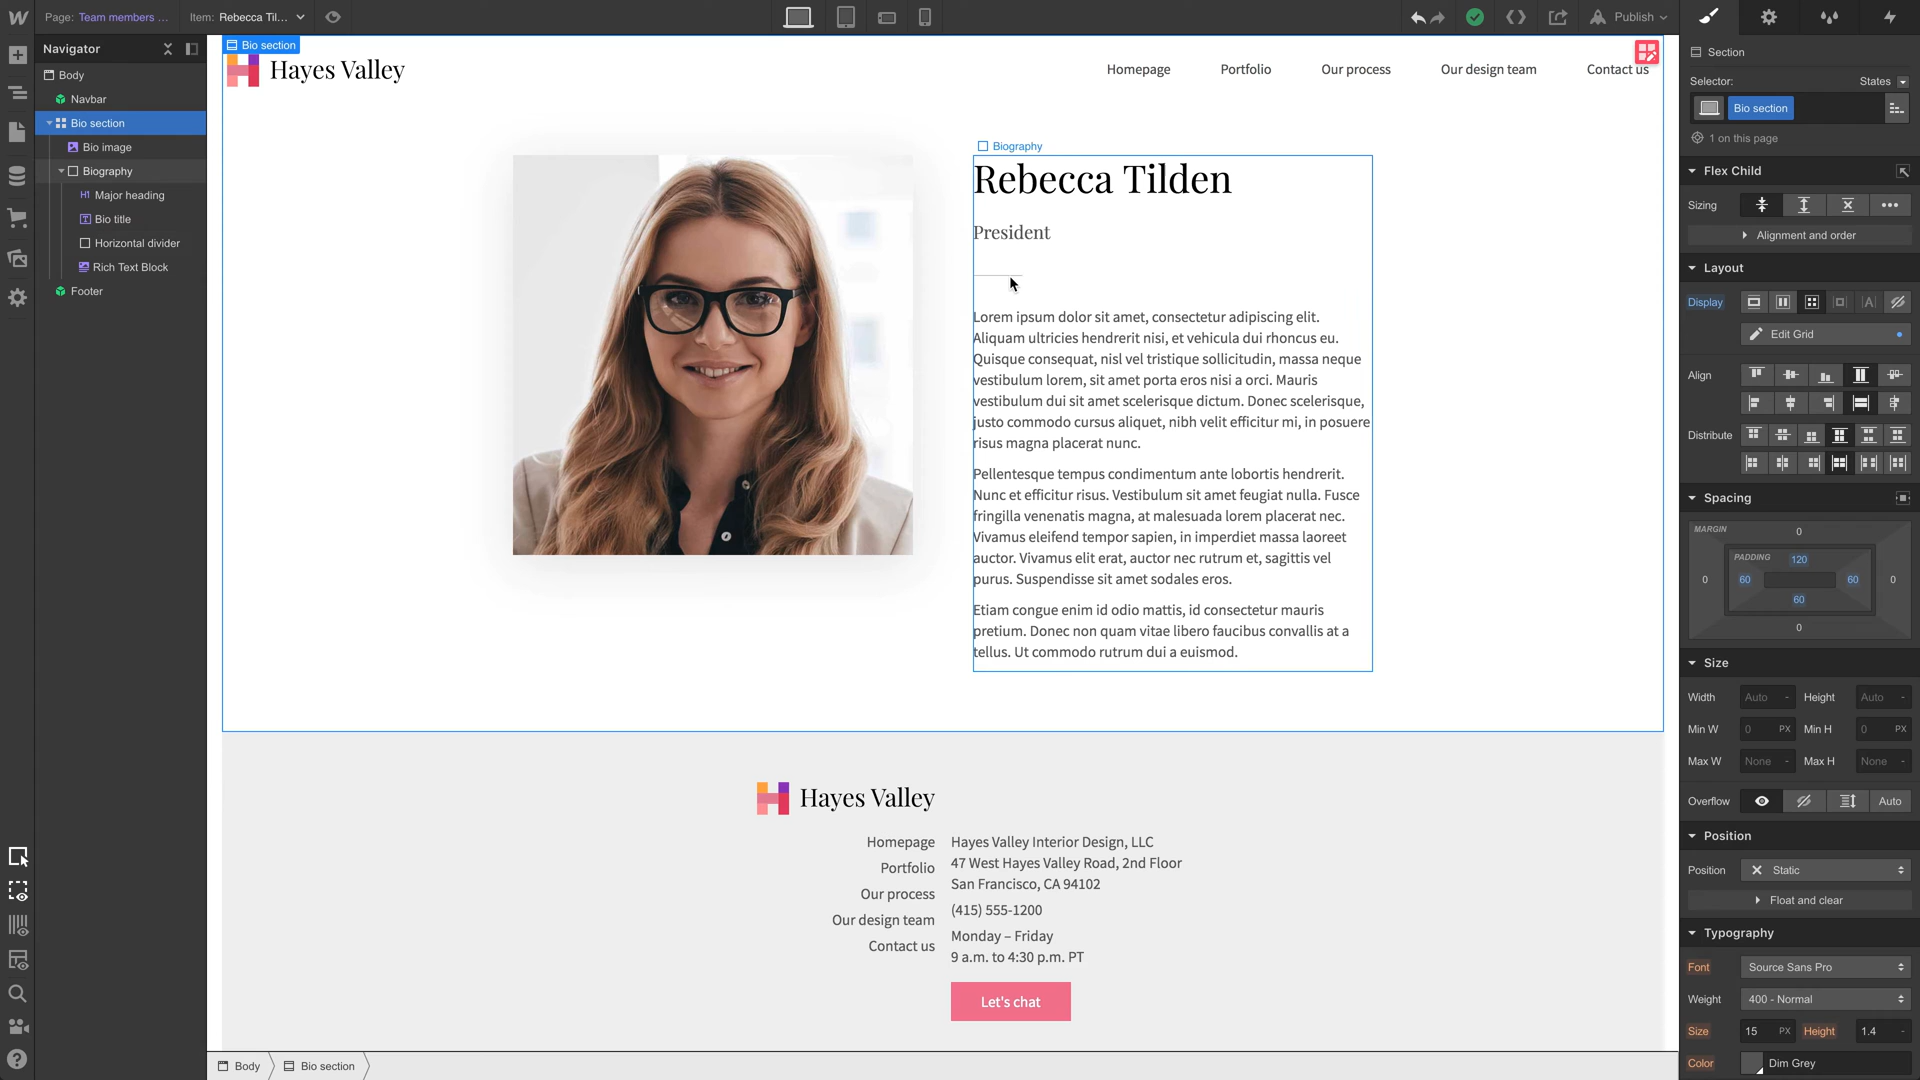 Page: Team members ...
Item: Rebecca Til...
Publish
Navigator
Body
Navbar
Bio section
Bio image
Biography
H1 Major heading
Bio title
Horizontal divider
Rich Text Block
Footer
Bio section
Hayes Valley
Homepage
Portfolio
Our process
Our design team
Contact us
Biography
Rebecca Tilden
President
Lorem ipsum dolor sit amet, consectetur adipiscing elit.
Aliquam ultricies hendrerit nisi, et vehicula dui rhoncus eu.
Quisque consequat, nisl vel tristique sollicitudin, massa neque
vestibulum lorem, sit amet porta eros nisi a orci. Mauris
vestibulum dui sit amet scelerisque dictum. Donec scelerisque,
justo commodo cursus aliquet, nibh velit efficitur mi, in posuere
risus magna placerat nunc.
Pellentesque tempus condimentum ante lobortis hendrerit.
Nunc et efficitur risus. Vestibulum sit amet feugiat nulla. Fusce
fringilla venenatis magna, at malesuada lorem placerat nec.
Vivamus eleifend tempor sapien, in imperdiet massa laoreet
auctor. Vivamus elit erat, auctor nec rutrum et, sagittis vel
purus. Suspendisse sit amet sodales eros.
Etiam congue enim id odio mattis, id consectetur mauris
pretium. Donec non quam vitae libero faucibus convallis at a
tellus. Ut commodo rutrum dui a euismod.
Hayes Valley
Homepage
Portfolio
Our process
Our design team
Contact us
Hayes Valley Interior Design, LLC
47 West Hayes Valley Road, 2nd Floor
San Francisco, CA 94102
(415) 555-1200
Monday – Friday
9 a.m. to 4:30 p.m. PT
Let's chat
Body
Bio section
Section
Selector:
States
Bio section
1 on this page
Flex Child
Sizing
Alignment and order
Layout
Display
Edit Grid
Align
Distribute
Spacing
MARGIN
0
PADDING
120
0 60 60 0
60
0
Size
Width Auto - Height Auto -
Min W 0 PX Min H 0 PX
Max W None - Max H None -
Overflow Auto
Position
Position Static
Float and clear
Typography
Font Source Sans Pro
Weight 400 - Normal
Size 15 PX Height 1.4 -
Color Dim Grey